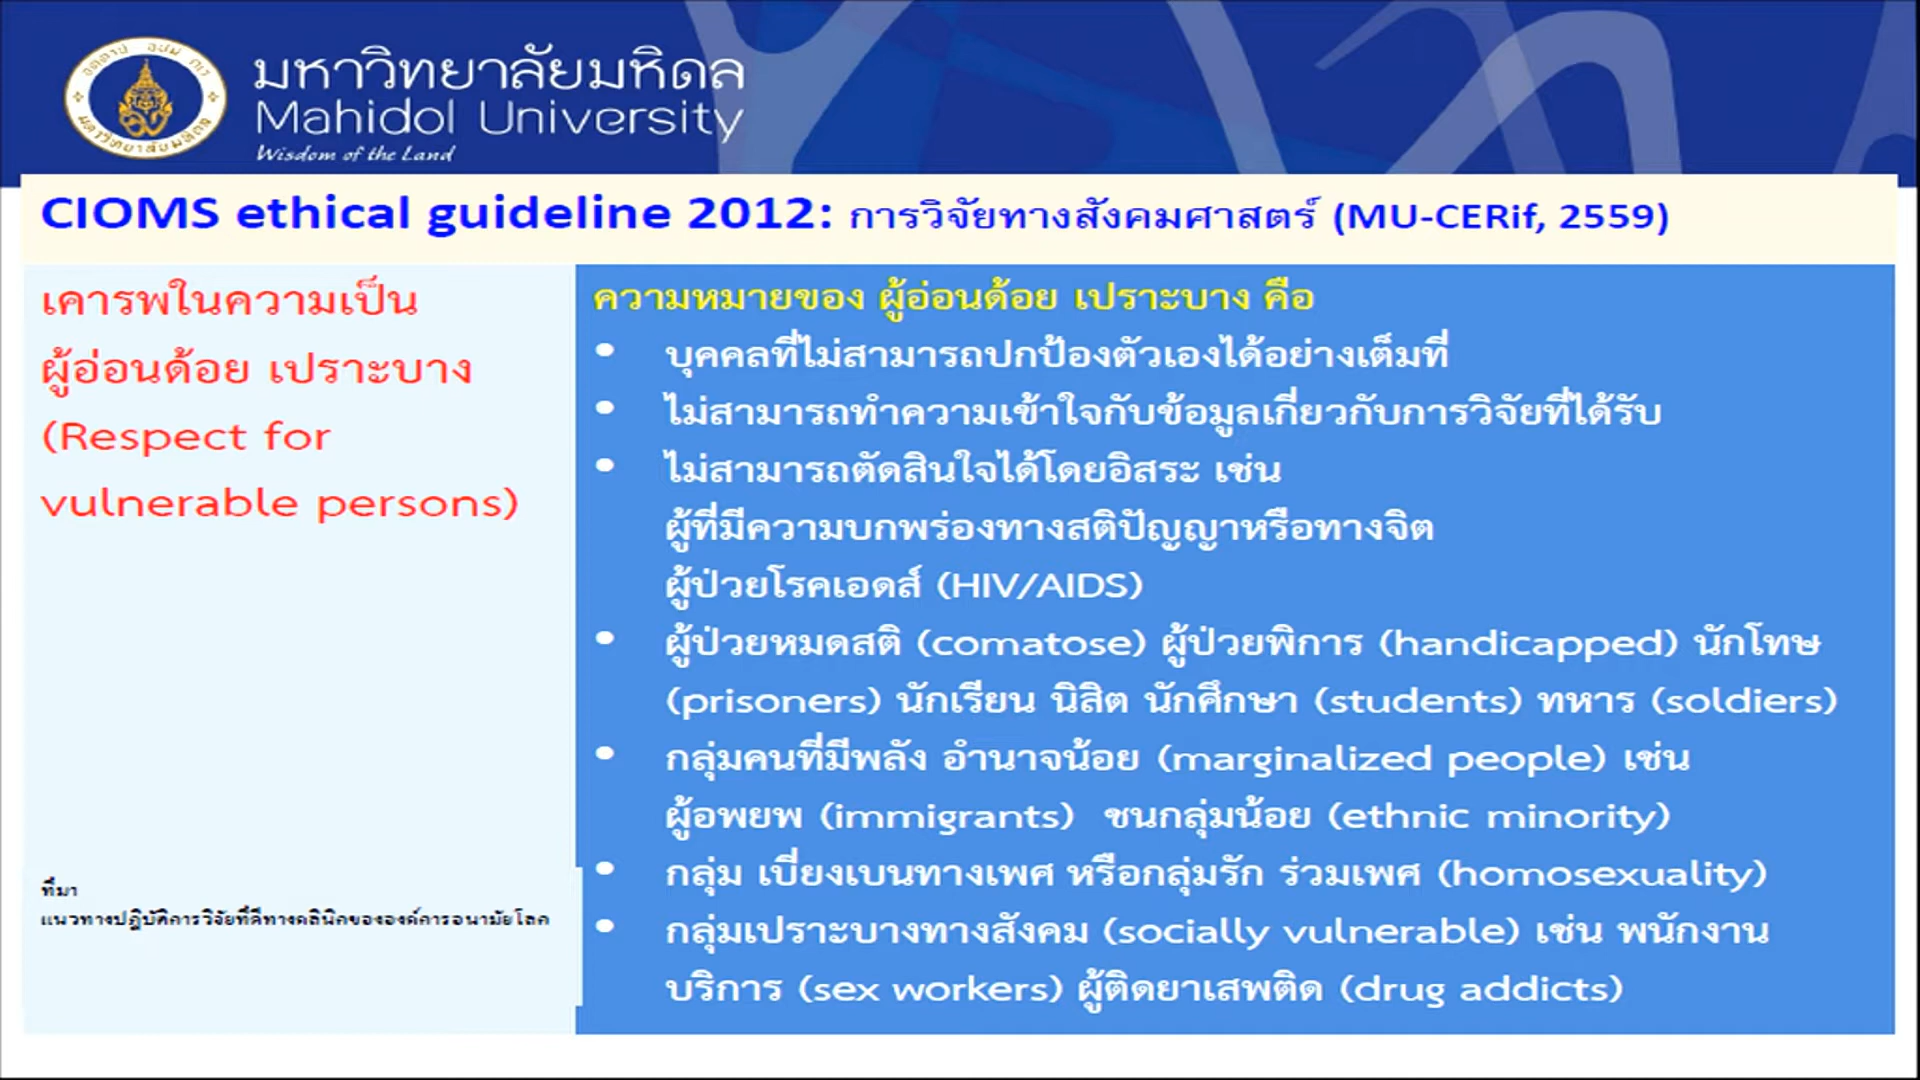 มหาวิทยาลัยมหิดล
Mahidol University
Wisdom of the Land
CIOMS ethical guideline 2012: การวิจัยทางสังคมศาสตร์ (MU-CERif, 2559)
เคารพในความเป็น
ผู้อ่อนด้อย เปราะบาง
(Respect for
vulnerable persons)
ที่มา
แนวทางปฏิบัติการวิจัยที่ดีทางคลินิกขององค์การอนามัยโลก
ความหมายของ ผู้อ่อนด้อย เปราะบาง คือ
• บุคคลที่ไม่สามารถปกป้องตัวเองได้อย่างเต็มที่
• ไม่สามารถทำความเข้าใจกับข้อมูลเกี่ยวกับการวิจัยที่ได้รับ
• ไม่สามารถตัดสินใจได้โดยอิสระ เช่น
ผู้ที่มีความบกพร่องทางสติปัญญาหรือทางจิต
ผู้ป่วยโรคเอดส์ (HIV/AIDS)
• ผู้ป่วยหมดสติ (comatose) ผู้ป่วยพิการ (handicapped) นักโทษ
(prisoners) นักเรียน นิสิต นักศึกษา (students) ทหาร (soldiers)
• กลุ่มคนที่มีพลัง อำนาจน้อย (marginalized people) เช่น
ผู้อพยพ (immigrants) ชนกลุ่มน้อย (ethnic minority)
• กลุ่ม เบี่ยงเบนทางเพศ หรือกลุ่มรัก ร่วมเพศ (homosexuality)
• กลุ่มเปราะบางทางสังคม (socially vulnerable) เช่น พนักงาน
บริการ (sex workers) ผู้ติดยาเสพติด (drug addicts)